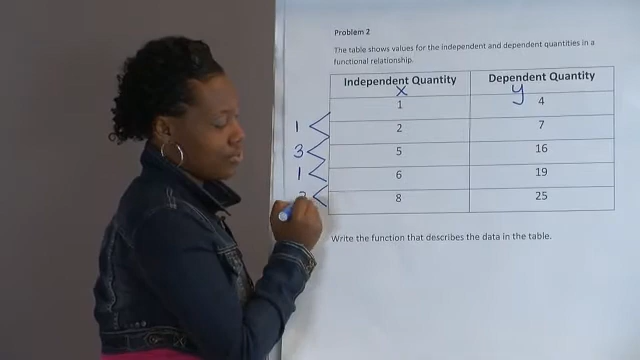 Problem 2
The table shows values for the independent and dependent quantities in a
functional relationship.
Independent Quantity Dependent Quantity
x y
1 4
1
2 7
3
5 16
1
6 19
8 25
Write the function that describes the data in the table.